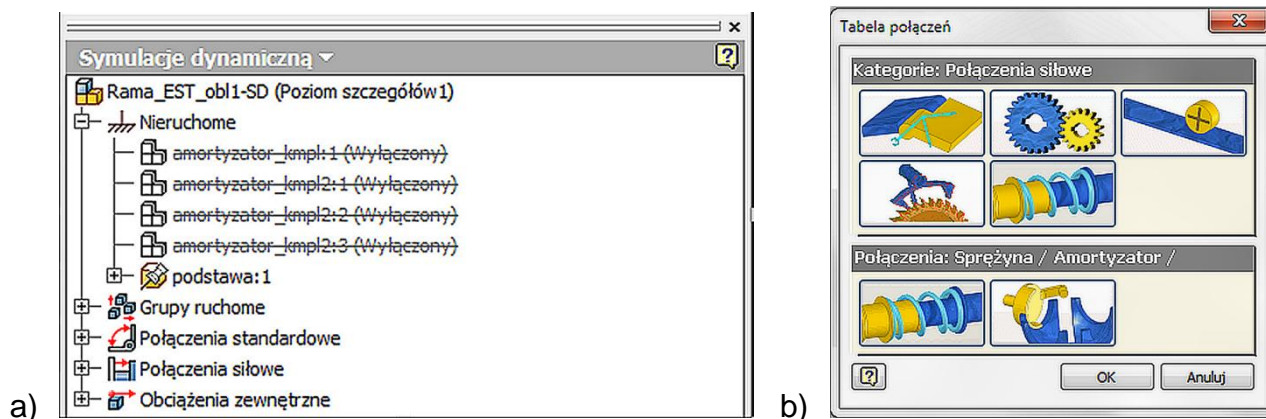 Symulacje dynamiczną
Rama_EST_obl1-SD (Poziom szczegółów1)
Nieruchome
amortyzator_kmpl:1 (Wyłączony)
amortyzator_kmpl2:1 (Wyłączony)
amortyzator_kmpl2:2 (Wyłączony)
amortyzator_kmpl2:3 (Wyłączony)
podstawa:1
Grupy ruchome
Połączenia standardowe
Połączenia siłowe
Obciążenia zewnętrzne
a)
Tabela połączeń
Kategorie: Połączenia siłowe
Połączenia: Sprężyna / Amortyzator /
OK
Anuluj
b)